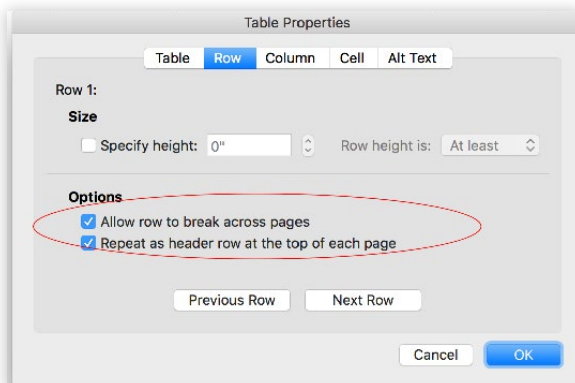 Table Properties
Table Row Column Cell Alt Text
Row 1:
Size
Specify height: 0" Row height is: At least
Options
Allow row to break across pages
Repeat as header row at the top of each page
Previous Row Next Row
Cancel OK